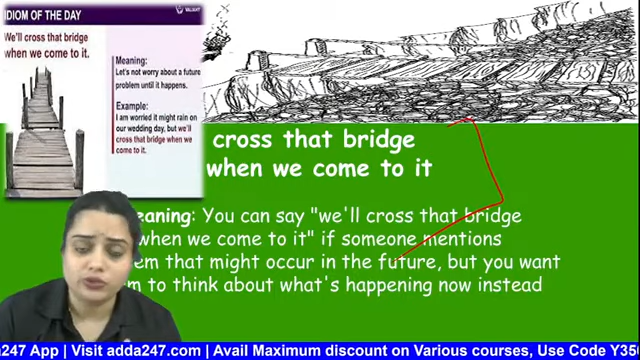 IDIOM OF THE DAY
We'll cross that bridge
when we come to it.
Meaning:
Let's not worry about a future
problem until it happens.
Example:
I am worried it might rain on
our wedding day, but we'll
cross that bridge when we
come to it.
cross that bridge
when we come to it
eaning: You can say "we'll cross that bridge
when we come to it" if someone mentions
em that might occur in the future, but you want
m to think about what's happening now instead
a247 App | Visit adda247.com | Avail Maximum discount on Various courses, Use Code Y35